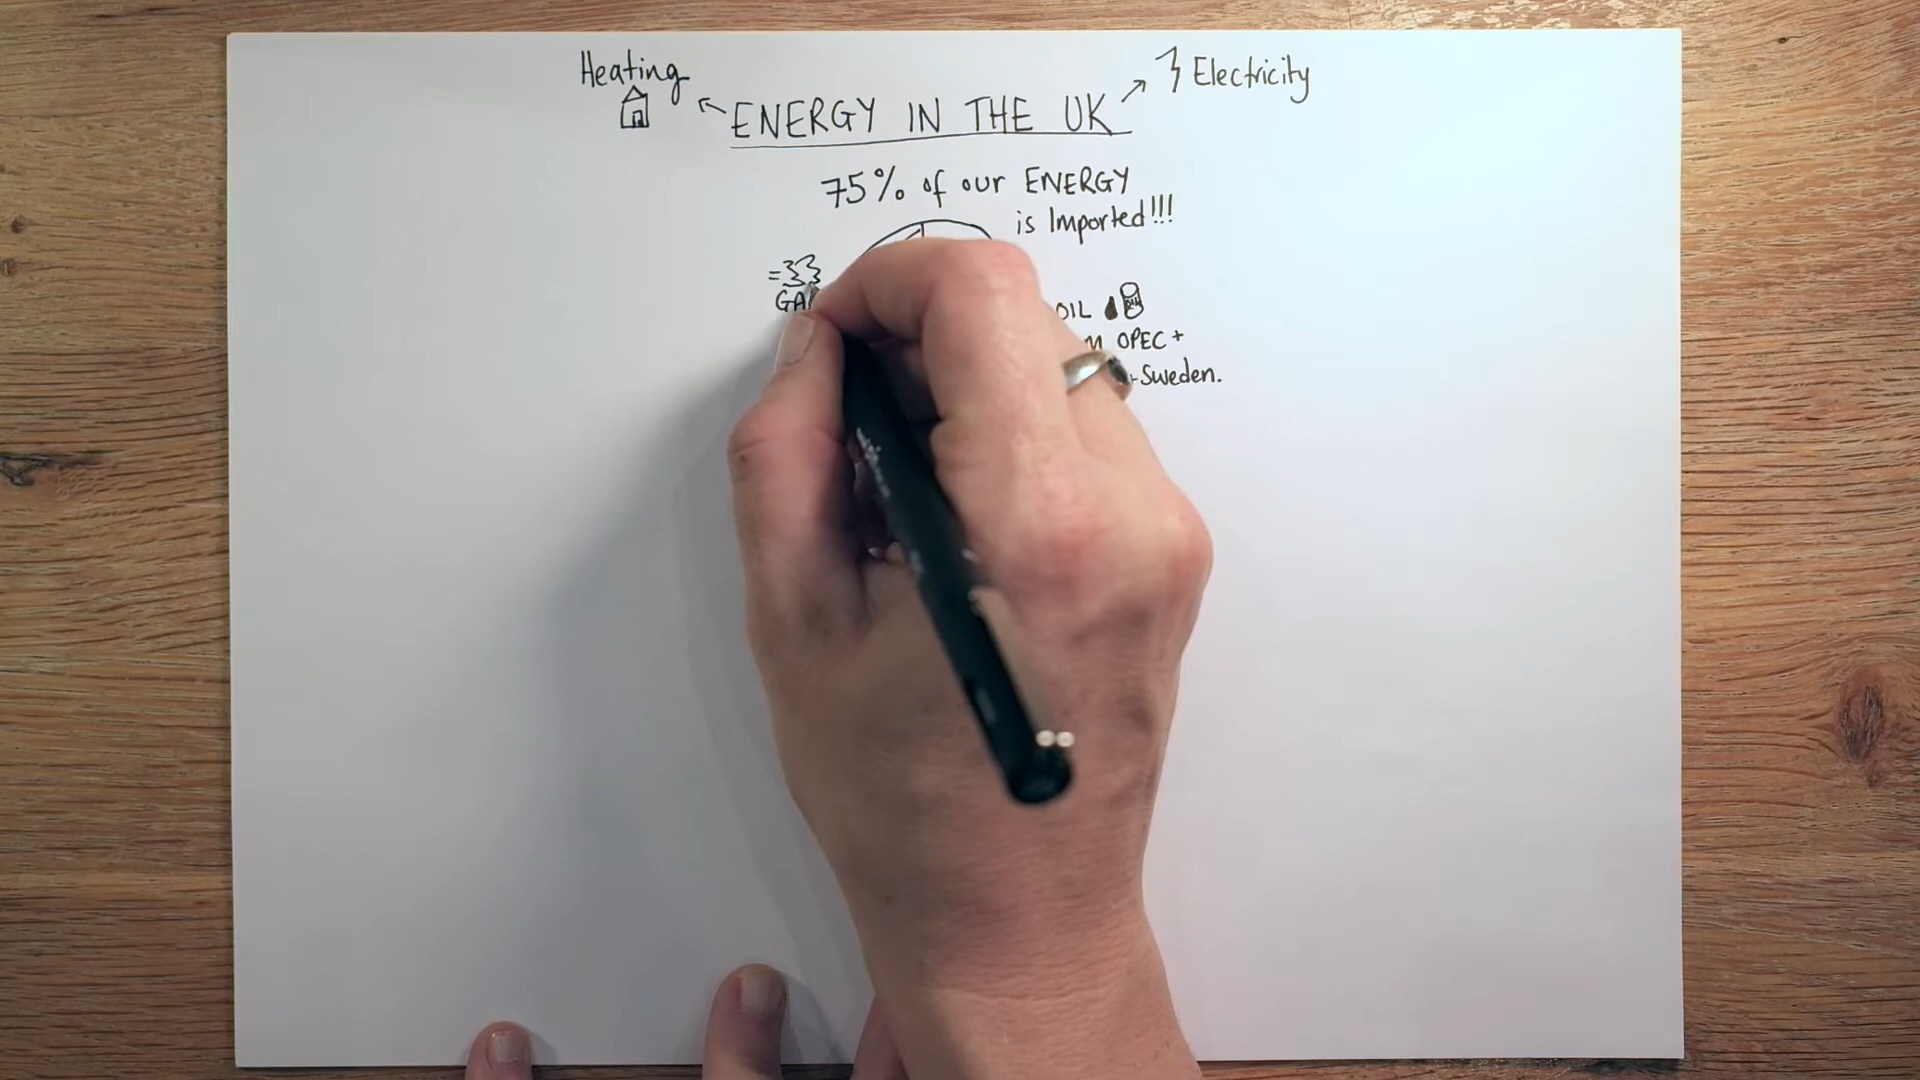 Heating
Electricity
ENERGY IN THE UK
75% of our ENERGY
is Imported!!!
=
OIL
OPEC +
Sweden.